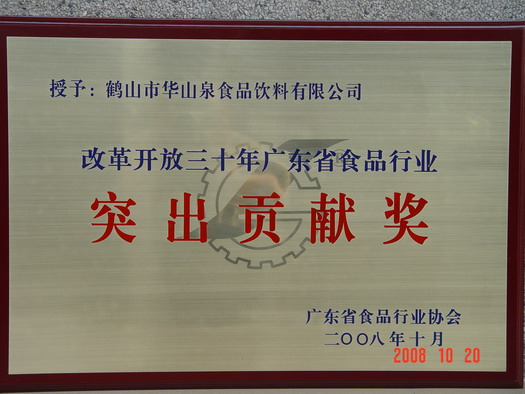 授予：鹤山市华山泉食品饮料有限公司
改革开放三十年广东省食品行业
突出贡献奖
广东省食品行业协会
二〇〇八年十月
2008 10 20